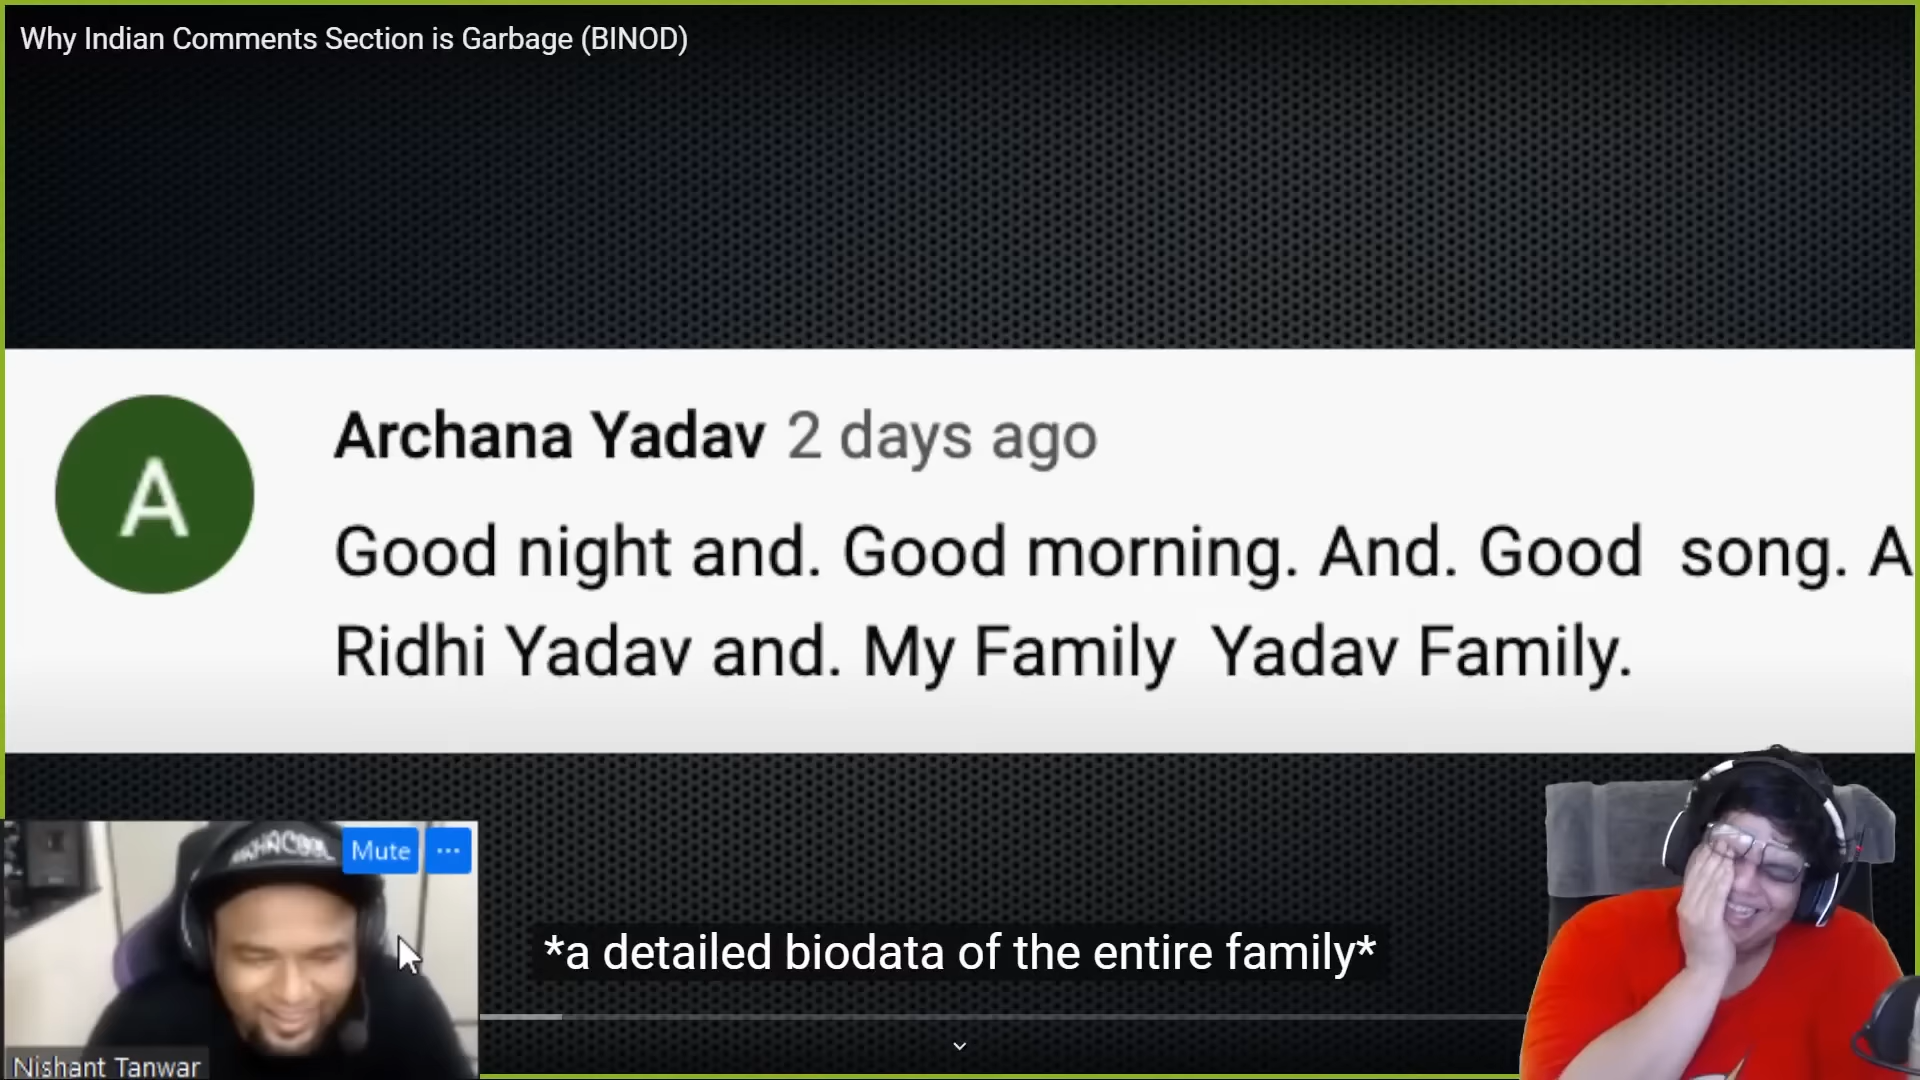 Why Indian Comments Section is Garbage (BINOD)
A
Archana Yadav 2 days ago
Good night and. Good morning. And. Good song. A
Ridhi Yadav and. My Family Yadav Family.
Mute ...
*a detailed biodata of the entire family*
Nishant Tanwar